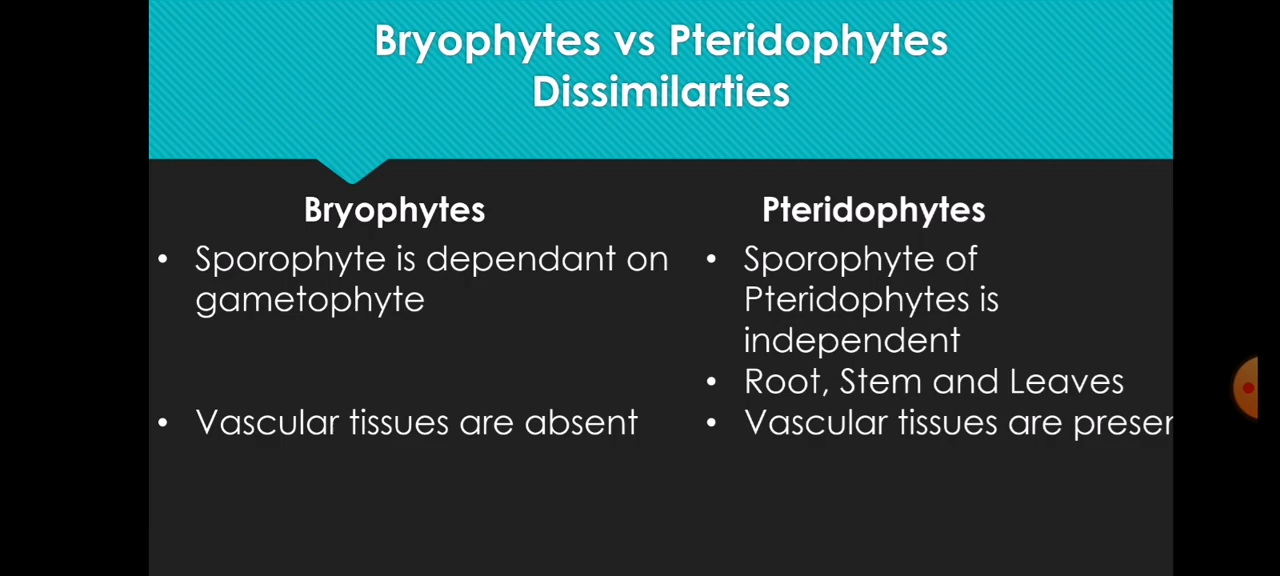 Bryophytes vs Pteridophytes
Dissimilarties
Bryophytes
• Sporophyte is dependant on
gametophyte
• Vascular tissues are absent
Pteridophytes
• Sporophyte of
Pteridophytes is
independent
• Root, Stem and Leaves
• Vascular tissues are presen